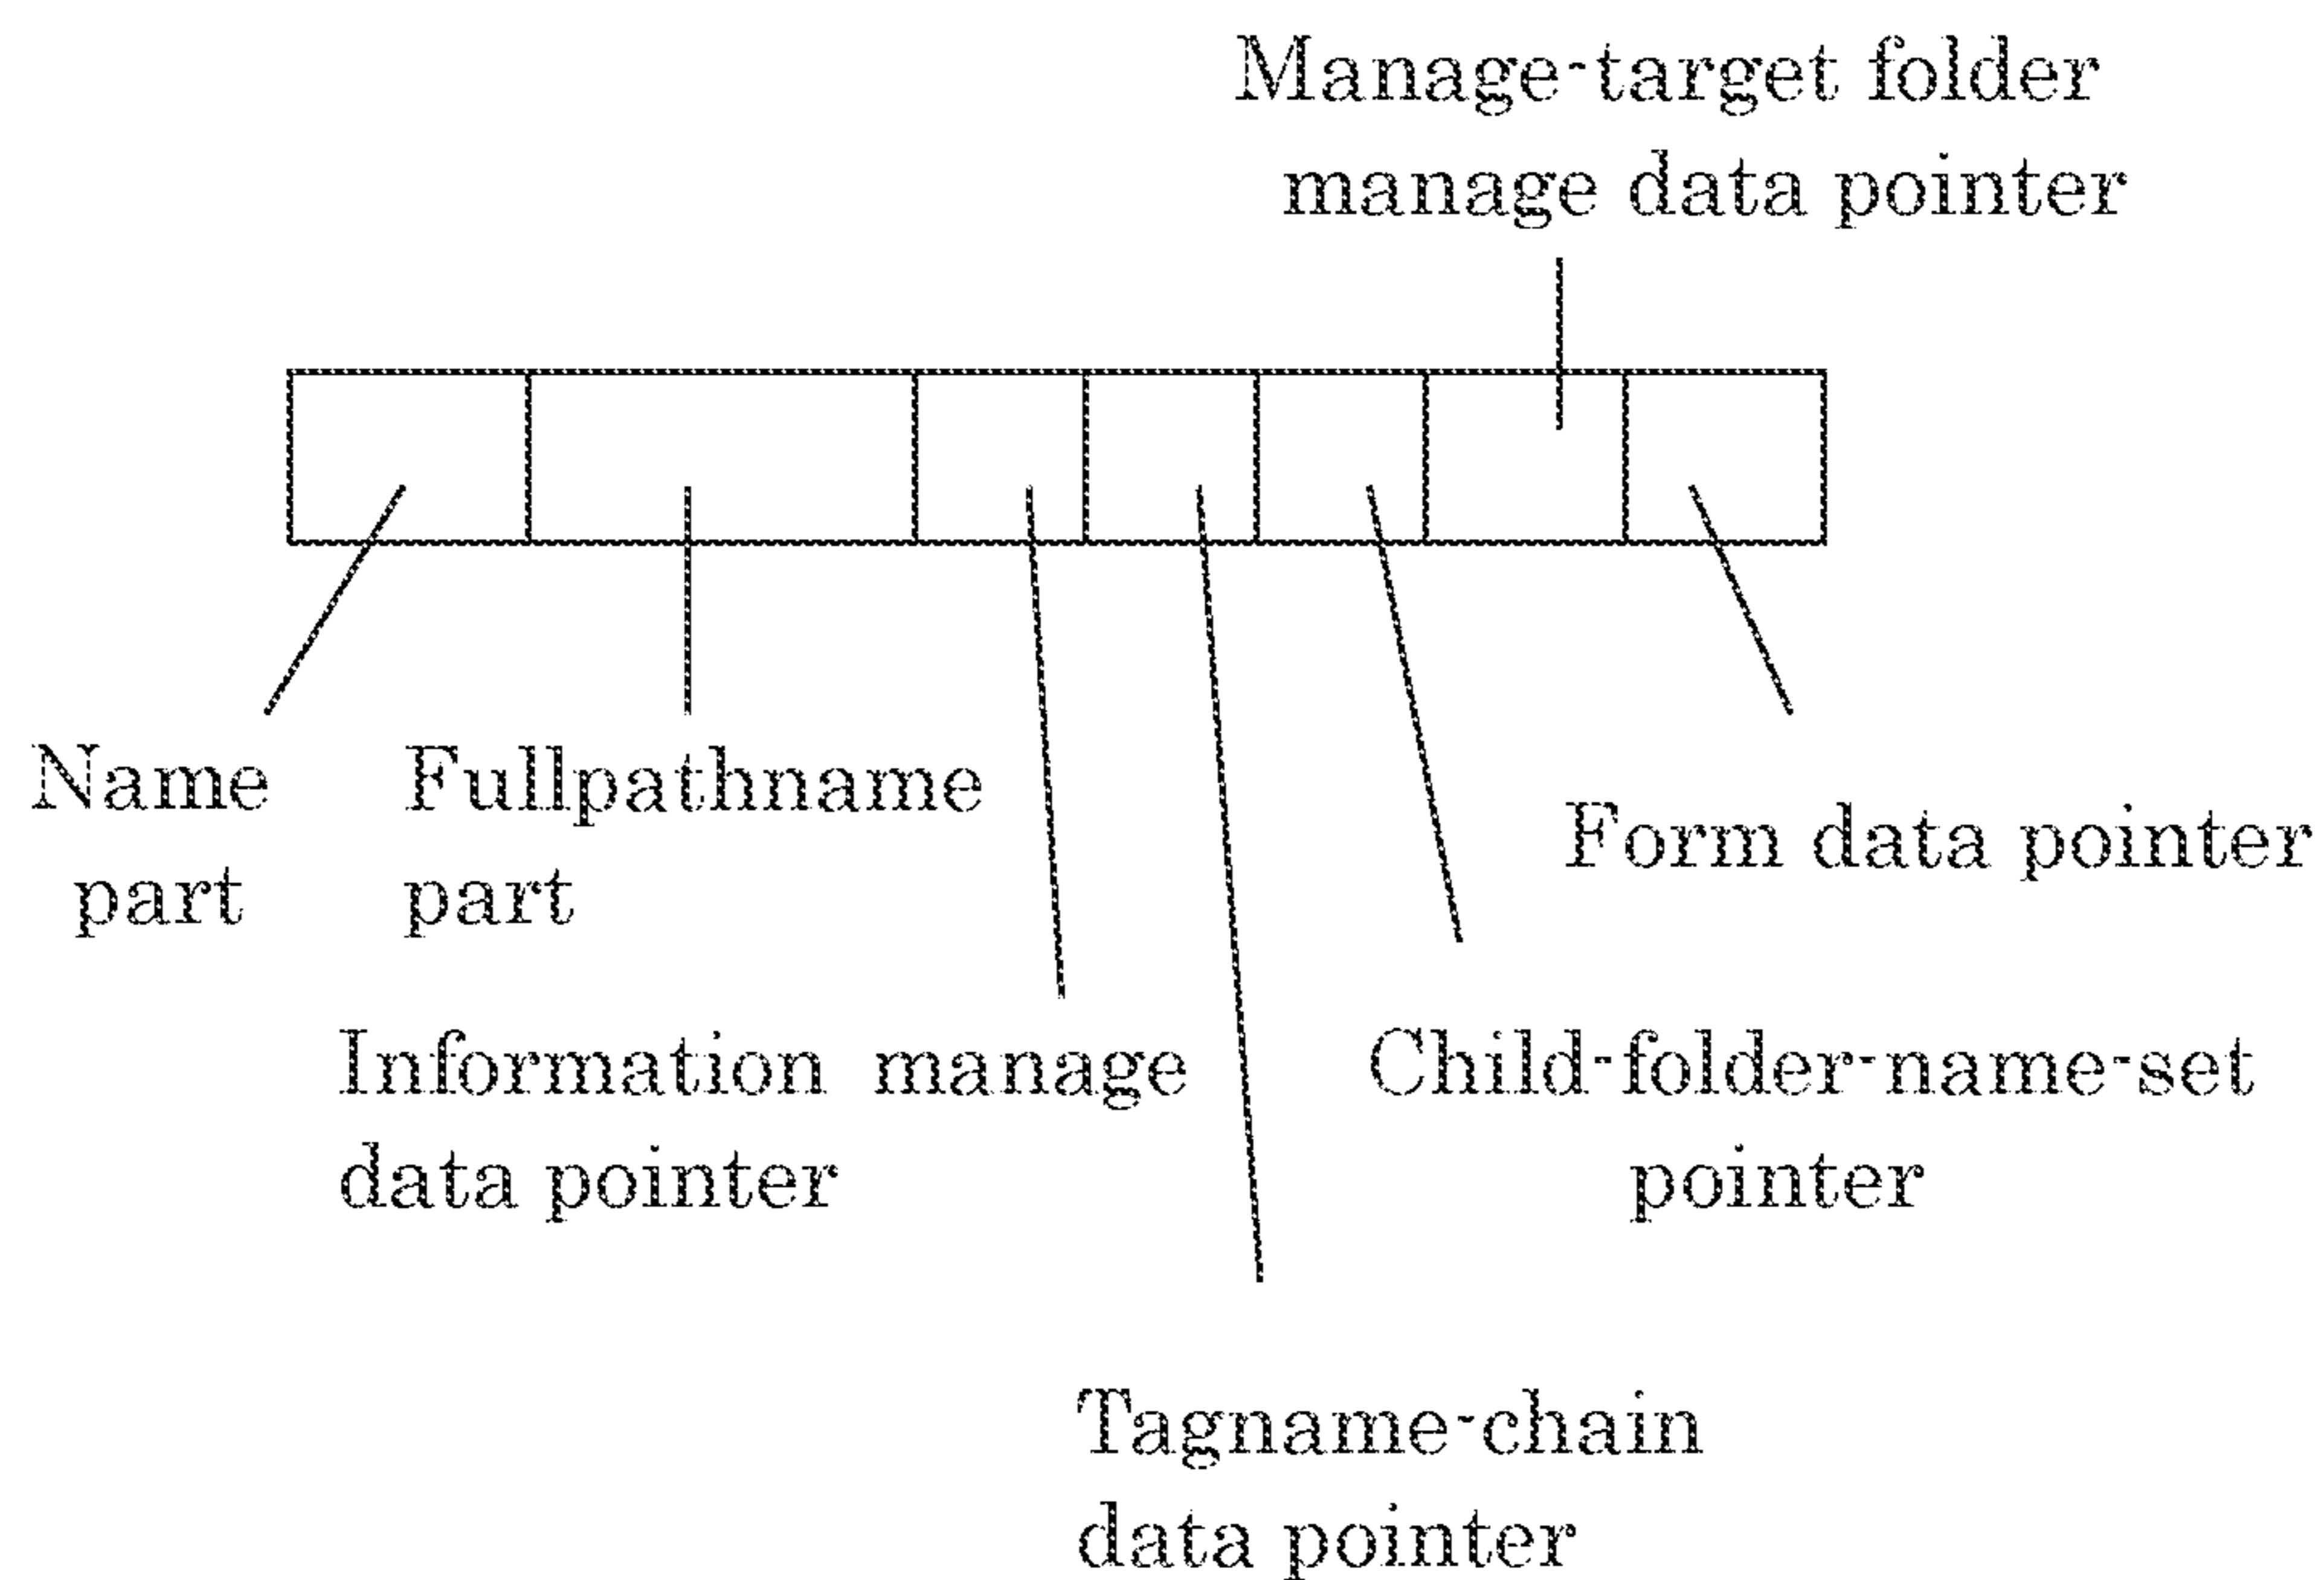 Manage-target folder
manage data pointer
Name
part
Fullpathname
part
Form data pointer
Information manage
data pointer
Child-folder-name-set
pointer
Tagname-chain
data pointer